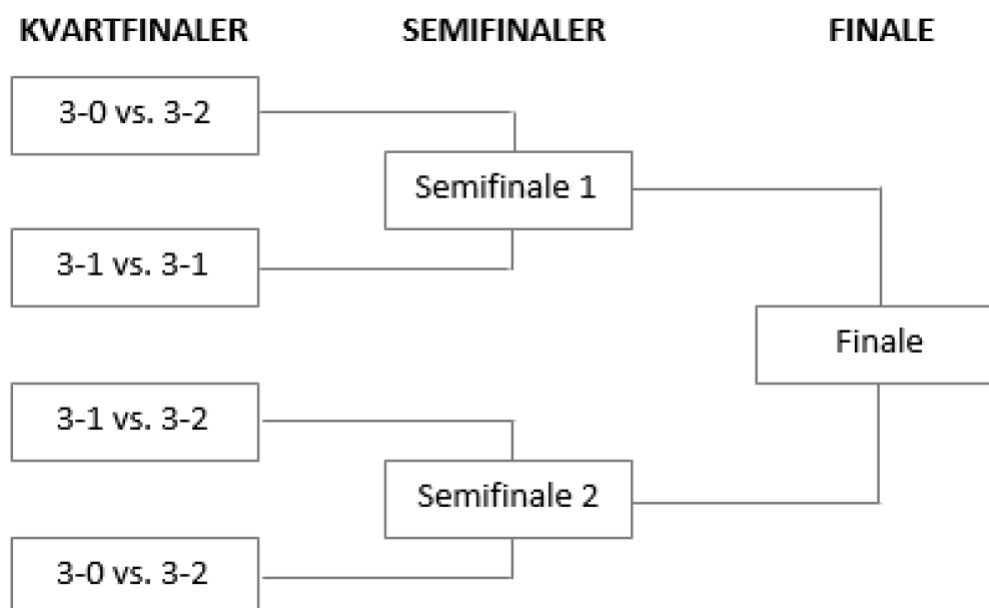 KVARTFINALER
SEMIFINALER
FINALE
3-0 vs. 3-2
Semifinale 1
3-1 vs. 3-1
Finale
3-1 vs. 3-2
Semifinale 2
3-0 vs. 3-2